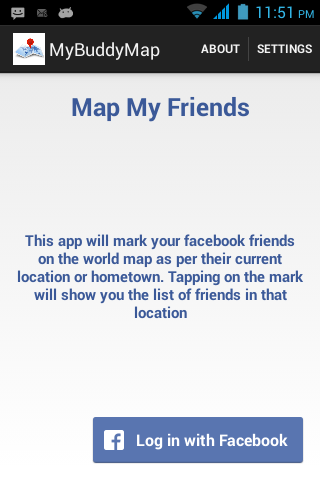 11:51 PM
MyBuddyMap
ABOUT
SETTINGS
Map My Friends
This app will mark your facebook friends
on the world map as per their current
location or hometown. Tapping on the mark
will show you the list of friends in that
location
Log in with Facebook